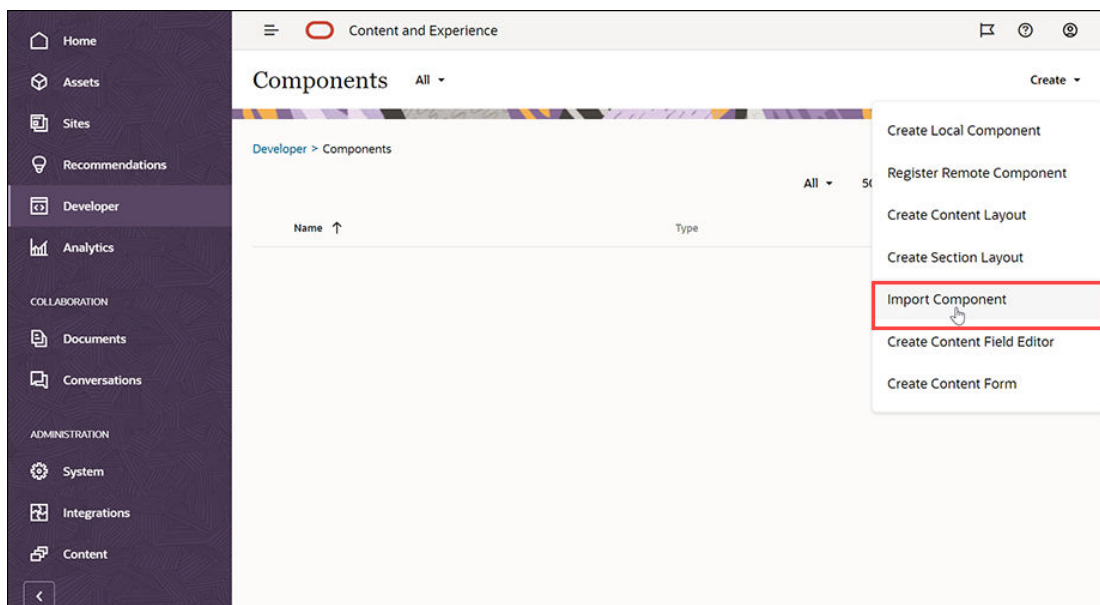 Home
Assets
Sites
Recommendations
Developer
Analytics
COLLABORATION
Documents
Conversations
ADMINISTRATION
System
Integrations
Content
Content and Experience
Components All
Create
Developer > Components
All 50
Name Type
Create Local Component
Register Remote Component
Create Content Layout
Create Section Layout
Import Component
Create Content Field Editor
Create Content Form